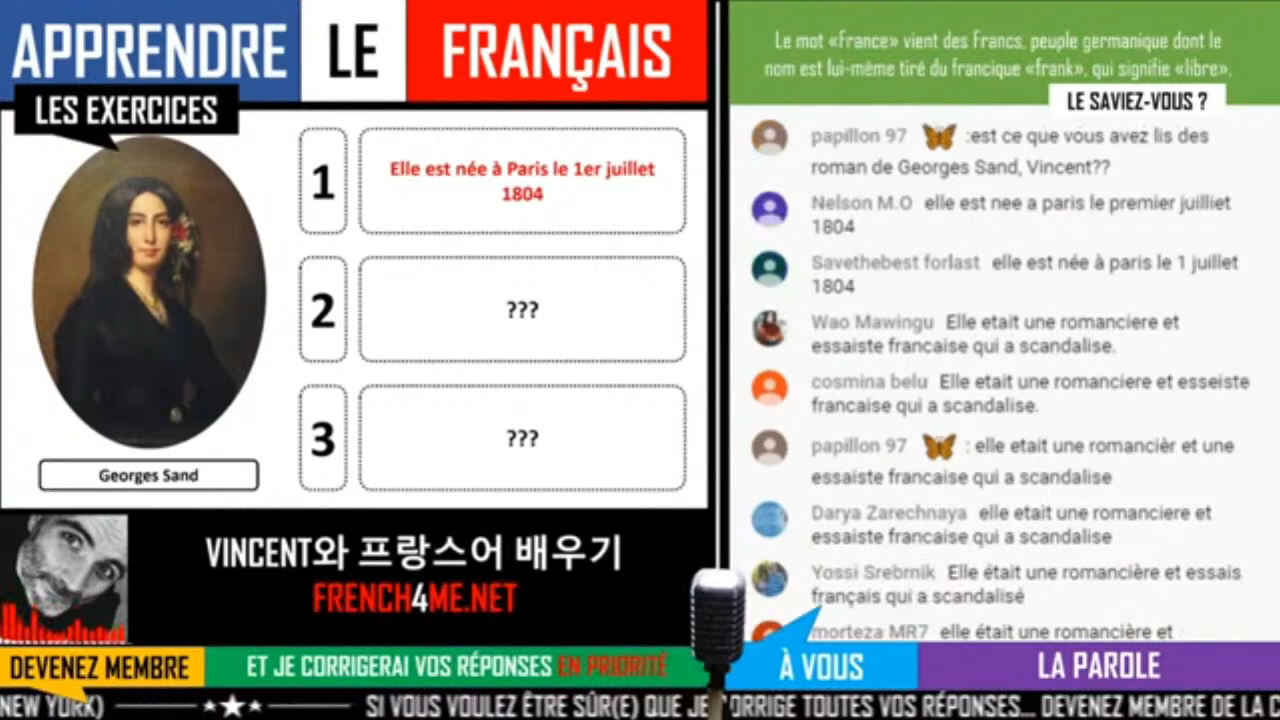 APPRENDRE LE FRANÇAIS
LES EXERCICES
1
Elle est née à Paris le 1er juillet
1804
2
???
3
???
Georges Sand
VINCENT와 프랑스어 배우기
FRENCH4ME.NET
DEVENEZ MEMBRE
ET JE CORRIGERAI VOS RÉPONSES EN PRIORITÉ
Le mot «France» vient des Francs, peuple germanique dont le
nom est lui-même tiré du francique «frank», qui signifie «libre».
LE SAVIEZ-VOUS ?
papillon 97 🦋 :est ce que vous avez lis des
roman de Georges Sand, Vincent??
Nelson M.O elle est nee a paris le premier juilliet
1804
Savethebest forlast elle est née à paris le 1 juillet
1804
Wao Mawingu Elle etait une romanciere et
essaiste francaise qui a scandalise.
cosmina belu Elle etait une romanciere et esseiste
francaise qui a scandalise.
papillon 97 🦋 : elle etait une romancièr et une
essaiste francaise qui a scandalise
Darya Zarechnaya elle etait une romanciere et
essaiste francaise qui a scandalise
Yossi Srebrnik Elle était une romancière et essais
français qui a scandalisé
morteza MR7 elle était une romancière et
À VOUS
LA PAROLE
NEW YORK) SI VOUS VOULEZ ÊTRE SÛR(E) QUE JE ORRIGE TOUTES VOS RÉPONSES... DEVENEZ MEMBRE DE LA C